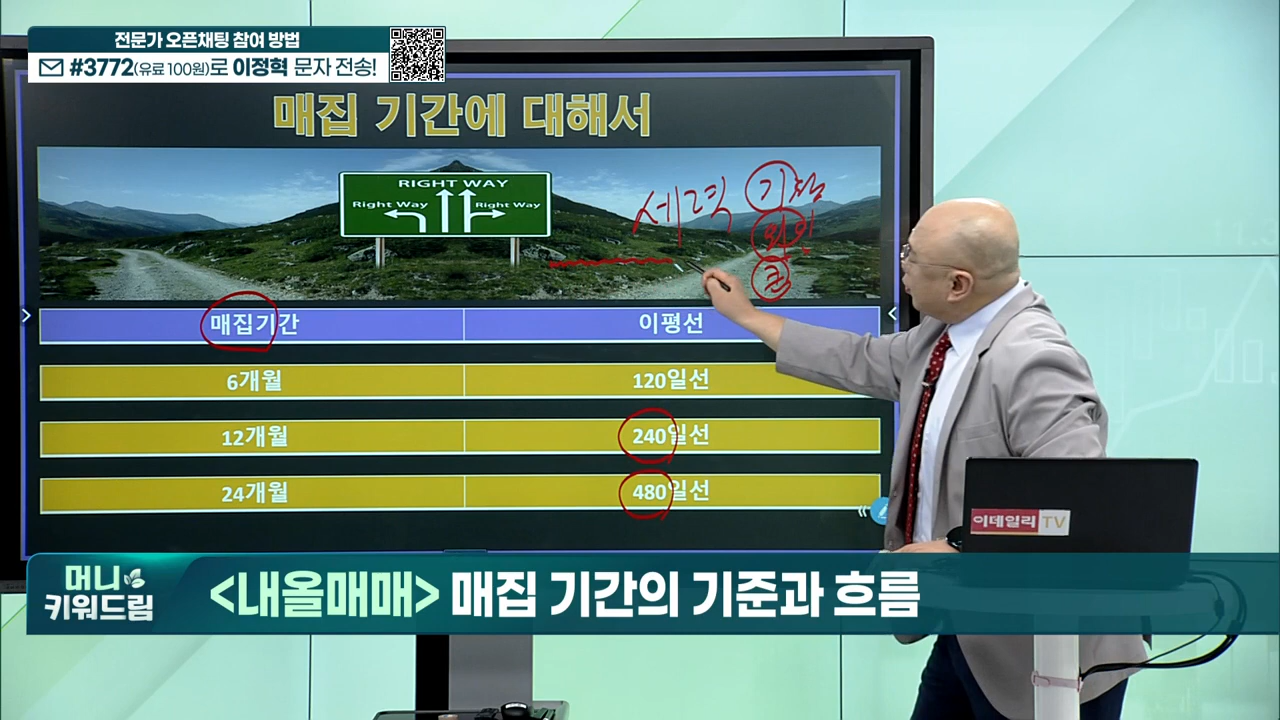 전문가 오픈채팅 참여 방법
#3772(유료 100원)로 이정혁 문자 전송!
매집 기간에 대해서
RIGHT WAY
Right Way
Right Way
세력
매집기간 이평선
6개월 120일선
12개월 240일선
24개월 480일선
이데일리 TV
머니
키워드림
<내올매매> 매집 기간의 기준과 흐름